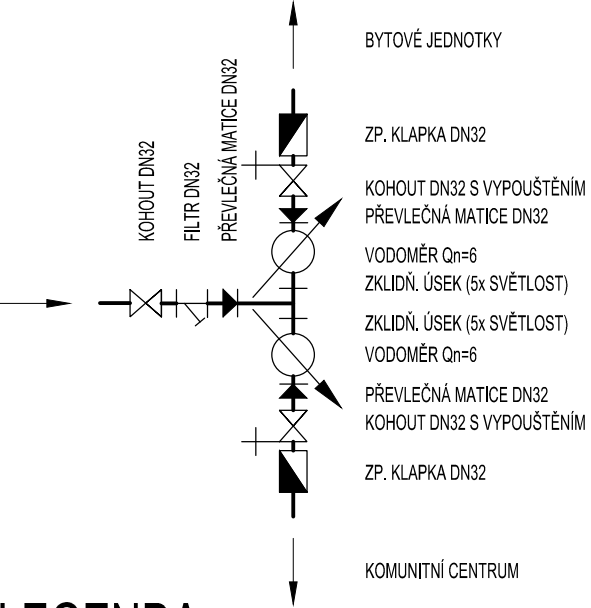 BYTOVÉ JEDNOTKY
ZP. KLAPKA DN32
KOHOUT DN32
FILTR DN32
PŘEVLEČNÁ MATICE DN32
KOHOUT DN32 S VYPOUŠTĚNÍM
PŘEVLEČNÁ MATICE DN32
VODOMĚR Qn=6
ZKLIDŇ. ÚSEK (5x SVĚTLOST)
ZKLIDŇ. ÚSEK (5x SVĚTLOST)
VODOMĚR Qn=6
PŘEVLEČNÁ MATICE DN32
KOHOUT DN32 S VYPOUŠTĚNÍM
ZP. KLAPKA DN32
KOMUNITNÍ CENTRUM
LEGENDA